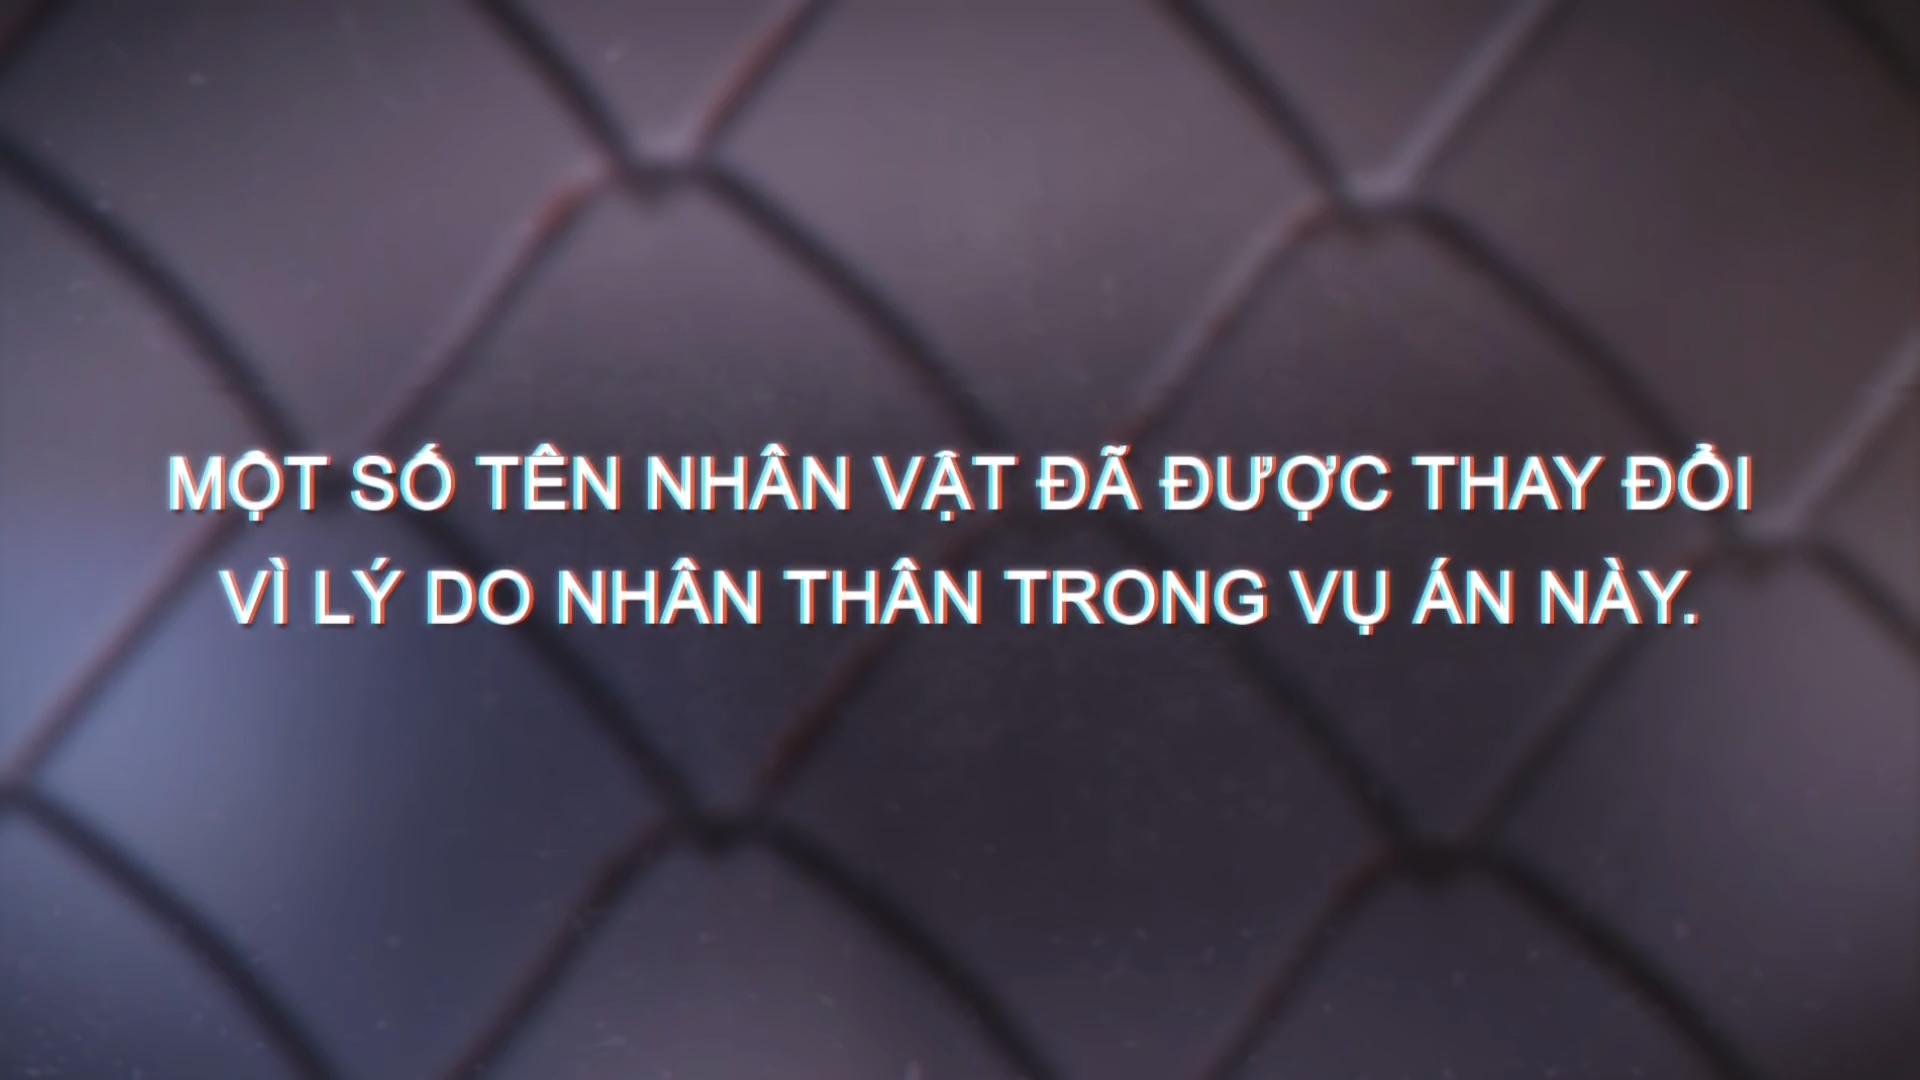 MỘT SỐ TÊN NHÂN VẬT ĐÃ ĐƯỢC THAY ĐỔI
VÌ LÝ DO NHÂN THÂN TRONG VỤ ÁN NÀY.